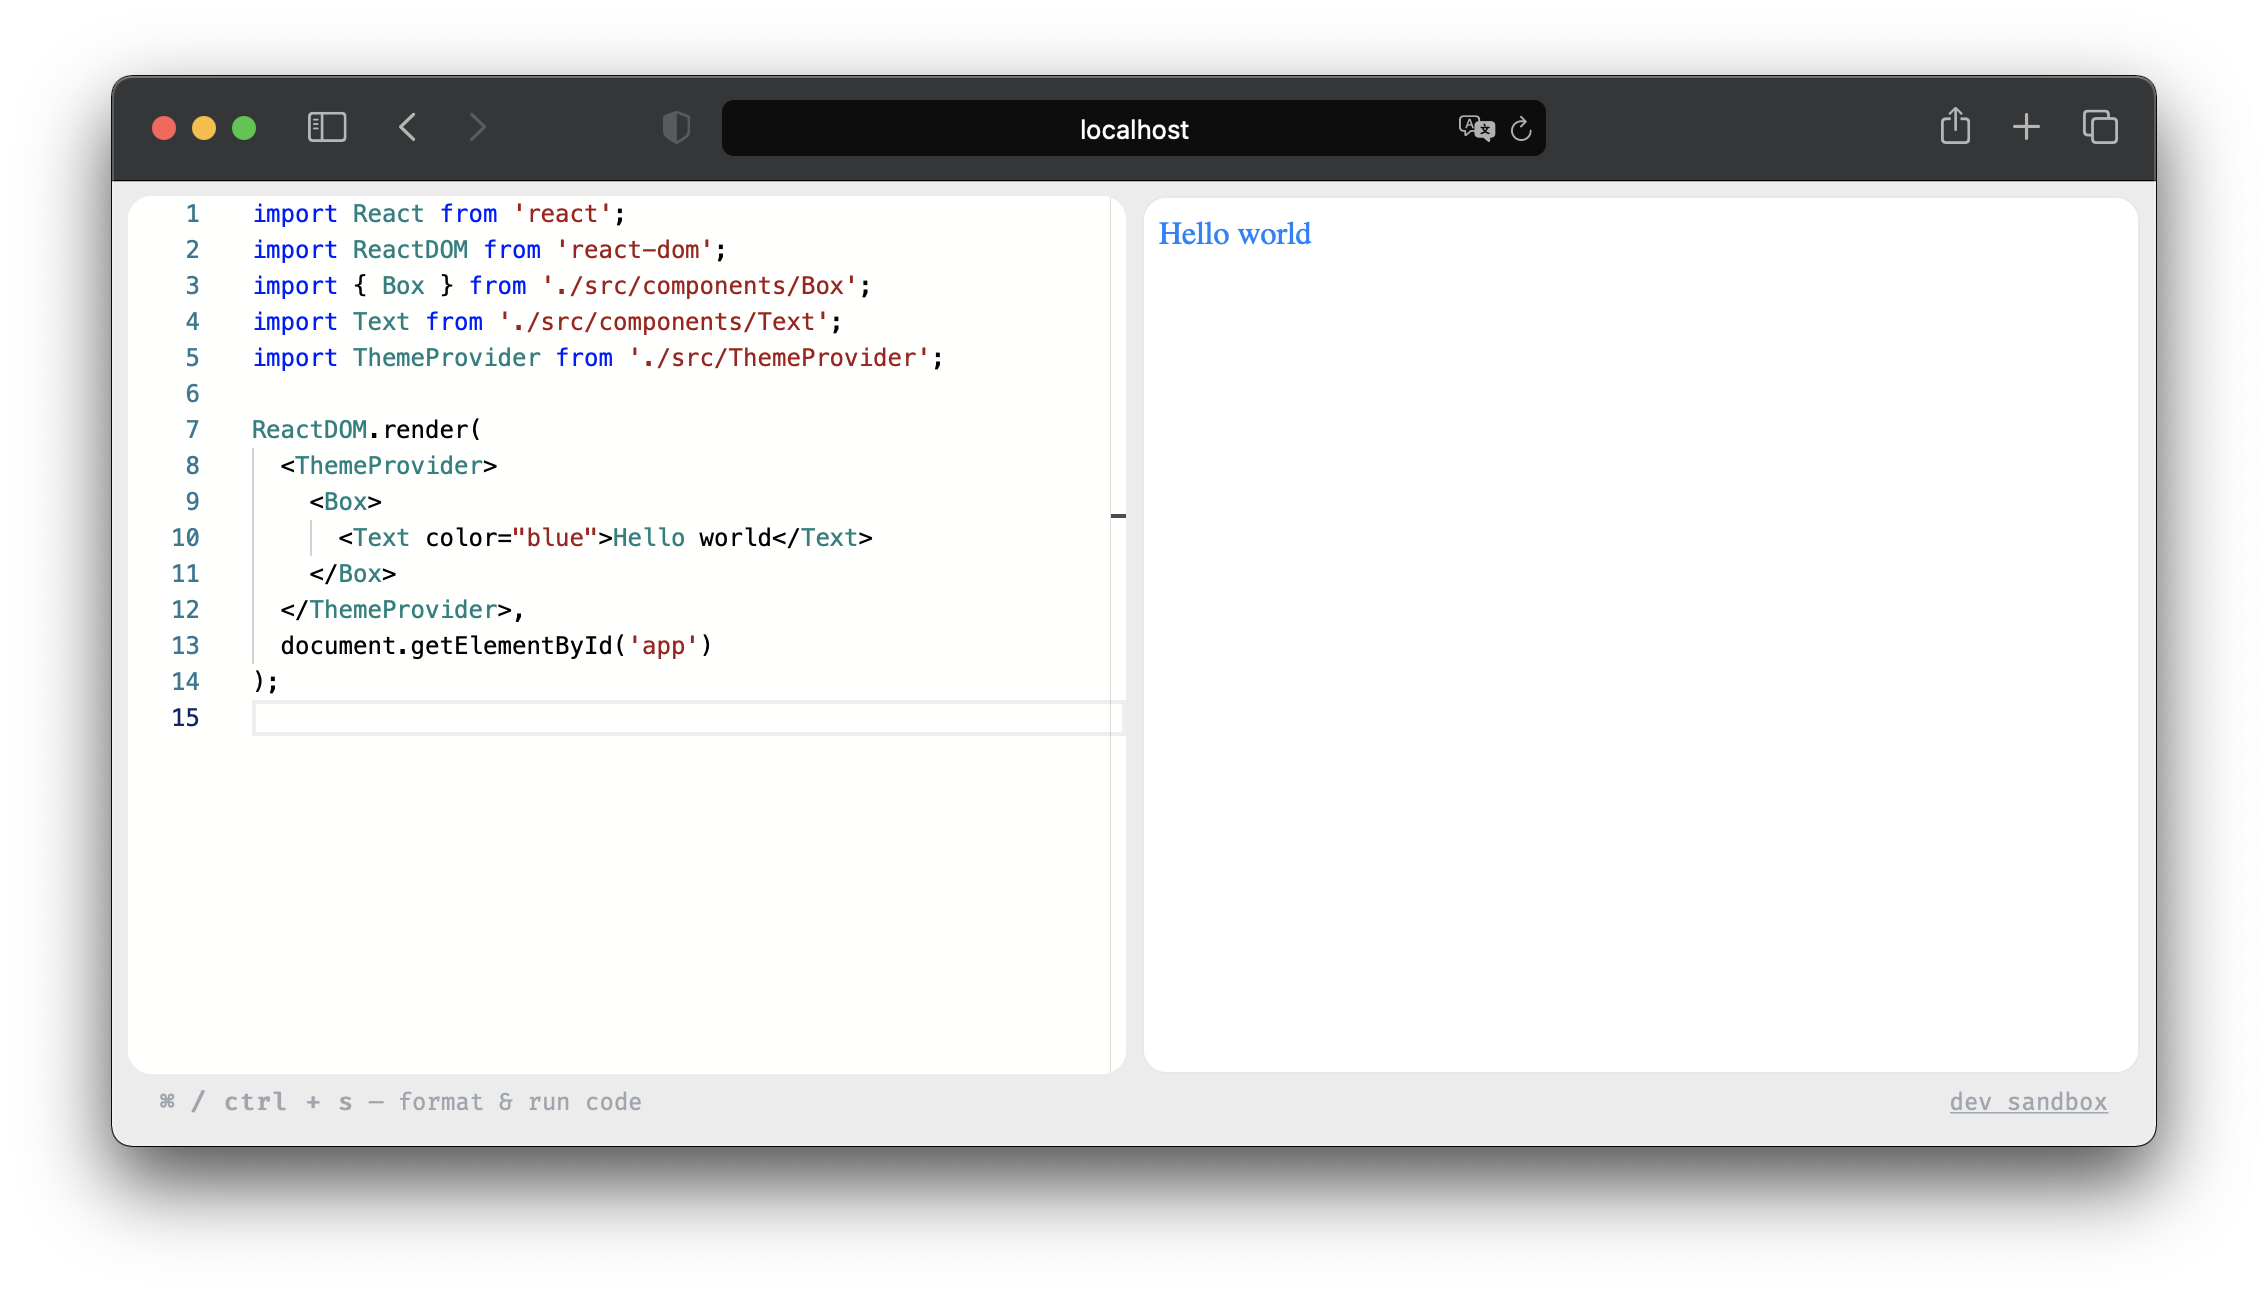 localhost
1 import React from 'react';
2 import ReactDOM from 'react-dom';
3 import { Box } from './src/components/Box';
4 import Text from './src/components/Text';
5 import ThemeProvider from './src/ThemeProvider';
6
7 ReactDOM.render(
8   <ThemeProvider>
9     <Box>
10       <Text color="blue">Hello world</Text>
11     </Box>
12   </ThemeProvider>,
13   document.getElementById('app')
14 );
15
Hello world
⌘ / ctrl + s — format & run code
dev sandbox